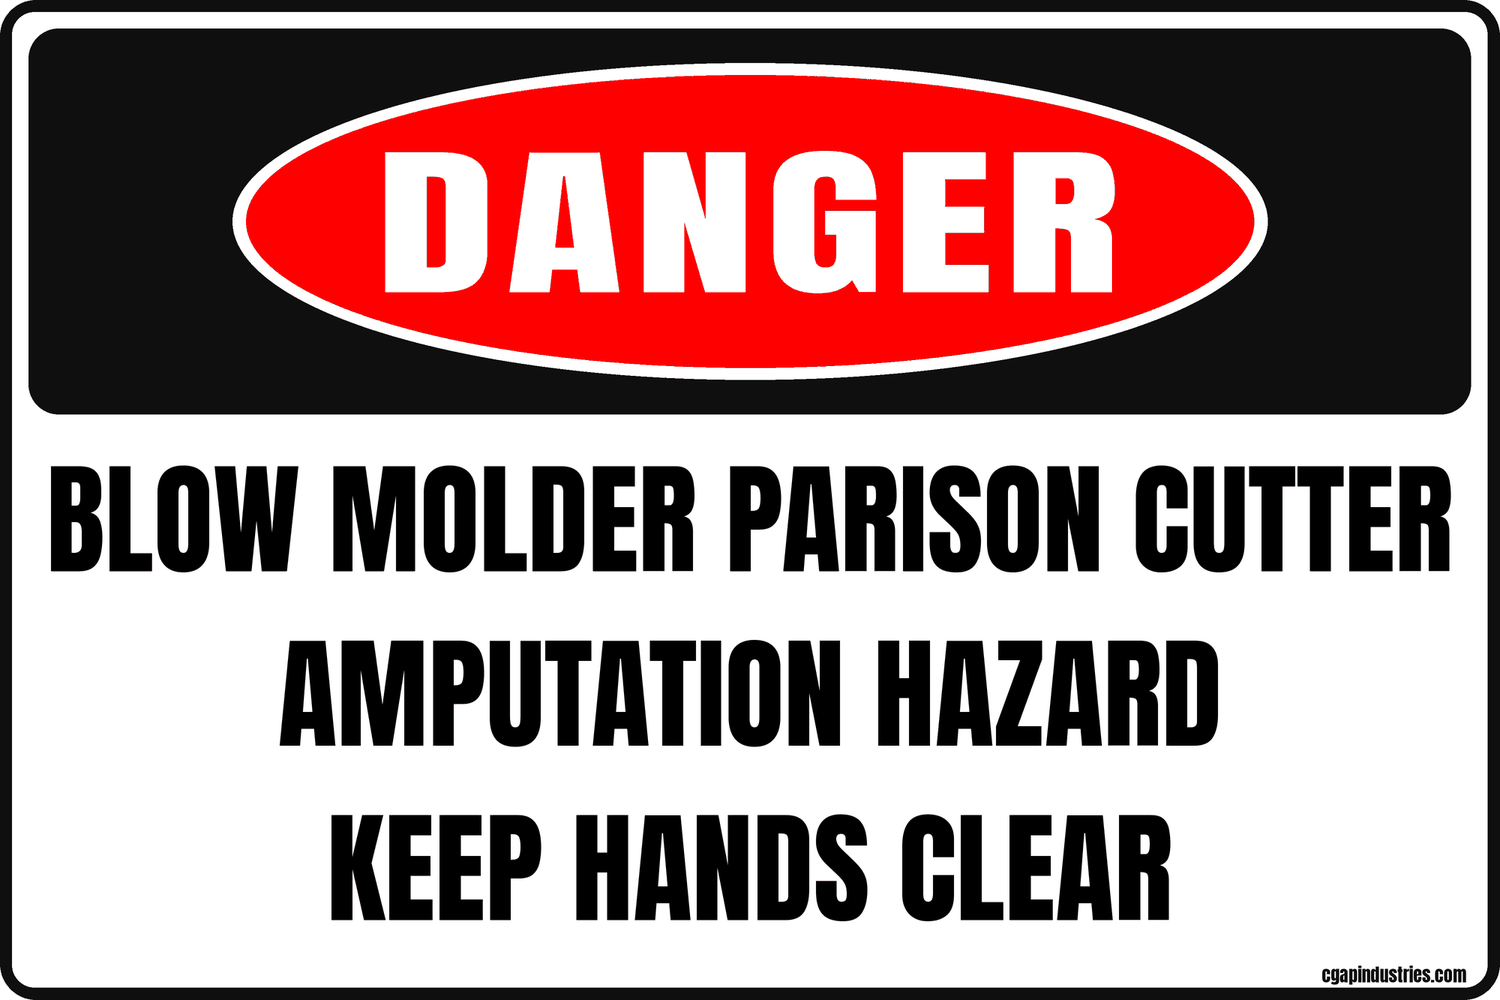 DANGER
BLOW MOLDER PARISON CUTTER
AMPUTATION HAZARD
KEEP HANDS CLEAR
cgapindustries.com